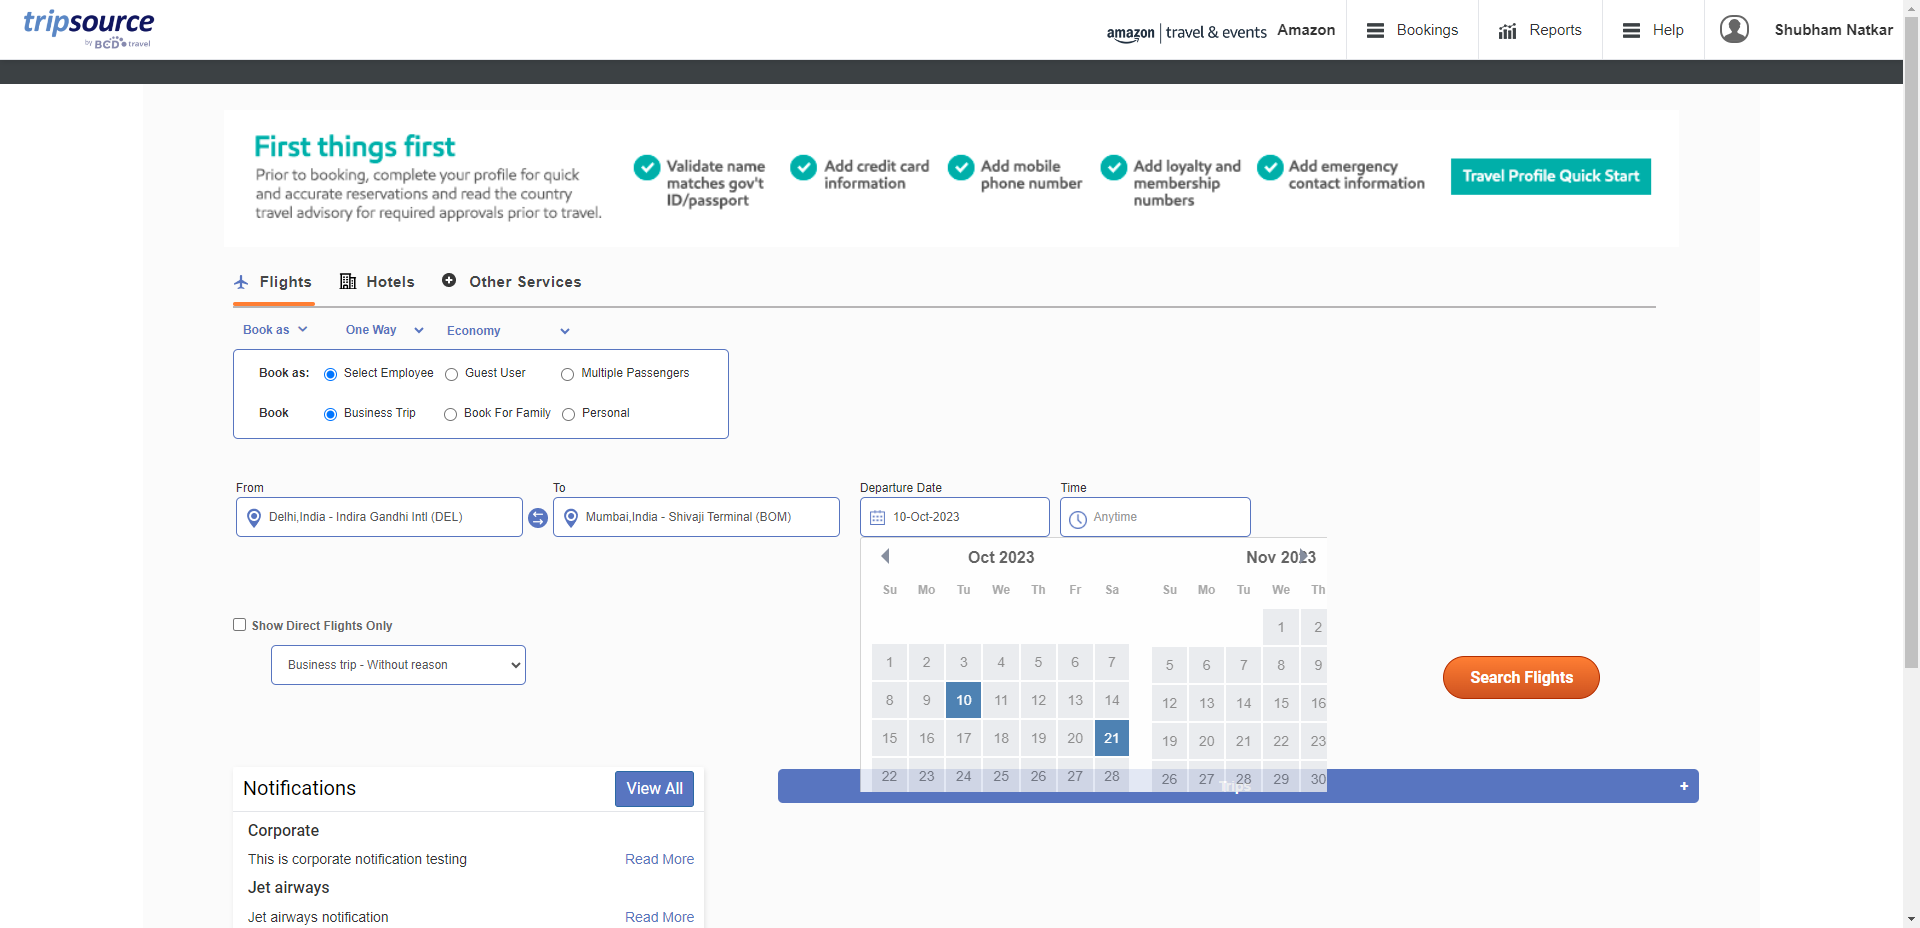 tripsource
by BCD travel
amazon | travel & events Amazon
Bookings
Reports
Help
Shubham Natkar
First things first
Prior to booking, complete your profile for quick
and accurate reservations and read the country
travel advisory for required approvals prior to travel.
Validate name
matches gov't
ID/passport
Add credit card
information
Add mobile
phone number
Add loyalty and
membership
numbers
Add emergency
contact information
Travel Profile Quick Start
Flights
Hotels
Other Services
Book as
One Way
Economy
Book as: Select Employee Guest User Multiple Passengers
Book Business Trip Book For Family Personal
From
To
Departure Date
Time
Delhi,India - Indira Gandhi Intl (DEL)
Mumbai,India - Shivaji Terminal (BOM)
10-Oct-2023
Anytime
Oct 2023
Su Mo Tu We Th Fr Sa
1 2 3 4 5 6 7
8 9 10 11 12 13 14
15 16 17 18 19 20 21
22 23 24 25 26 27 28
Nov 2023
Su Mo Tu We Th
1 2
5 6 7 8 9
12 13 14 15 16
19 20 21 22 23
26 27 28 29 30
Show Direct Flights Only
Business trip - Without reason
Search Flights
Trips +
Notifications
View All
Corporate
This is corporate notification testing Read More
Jet airways
Jet airways notification Read More